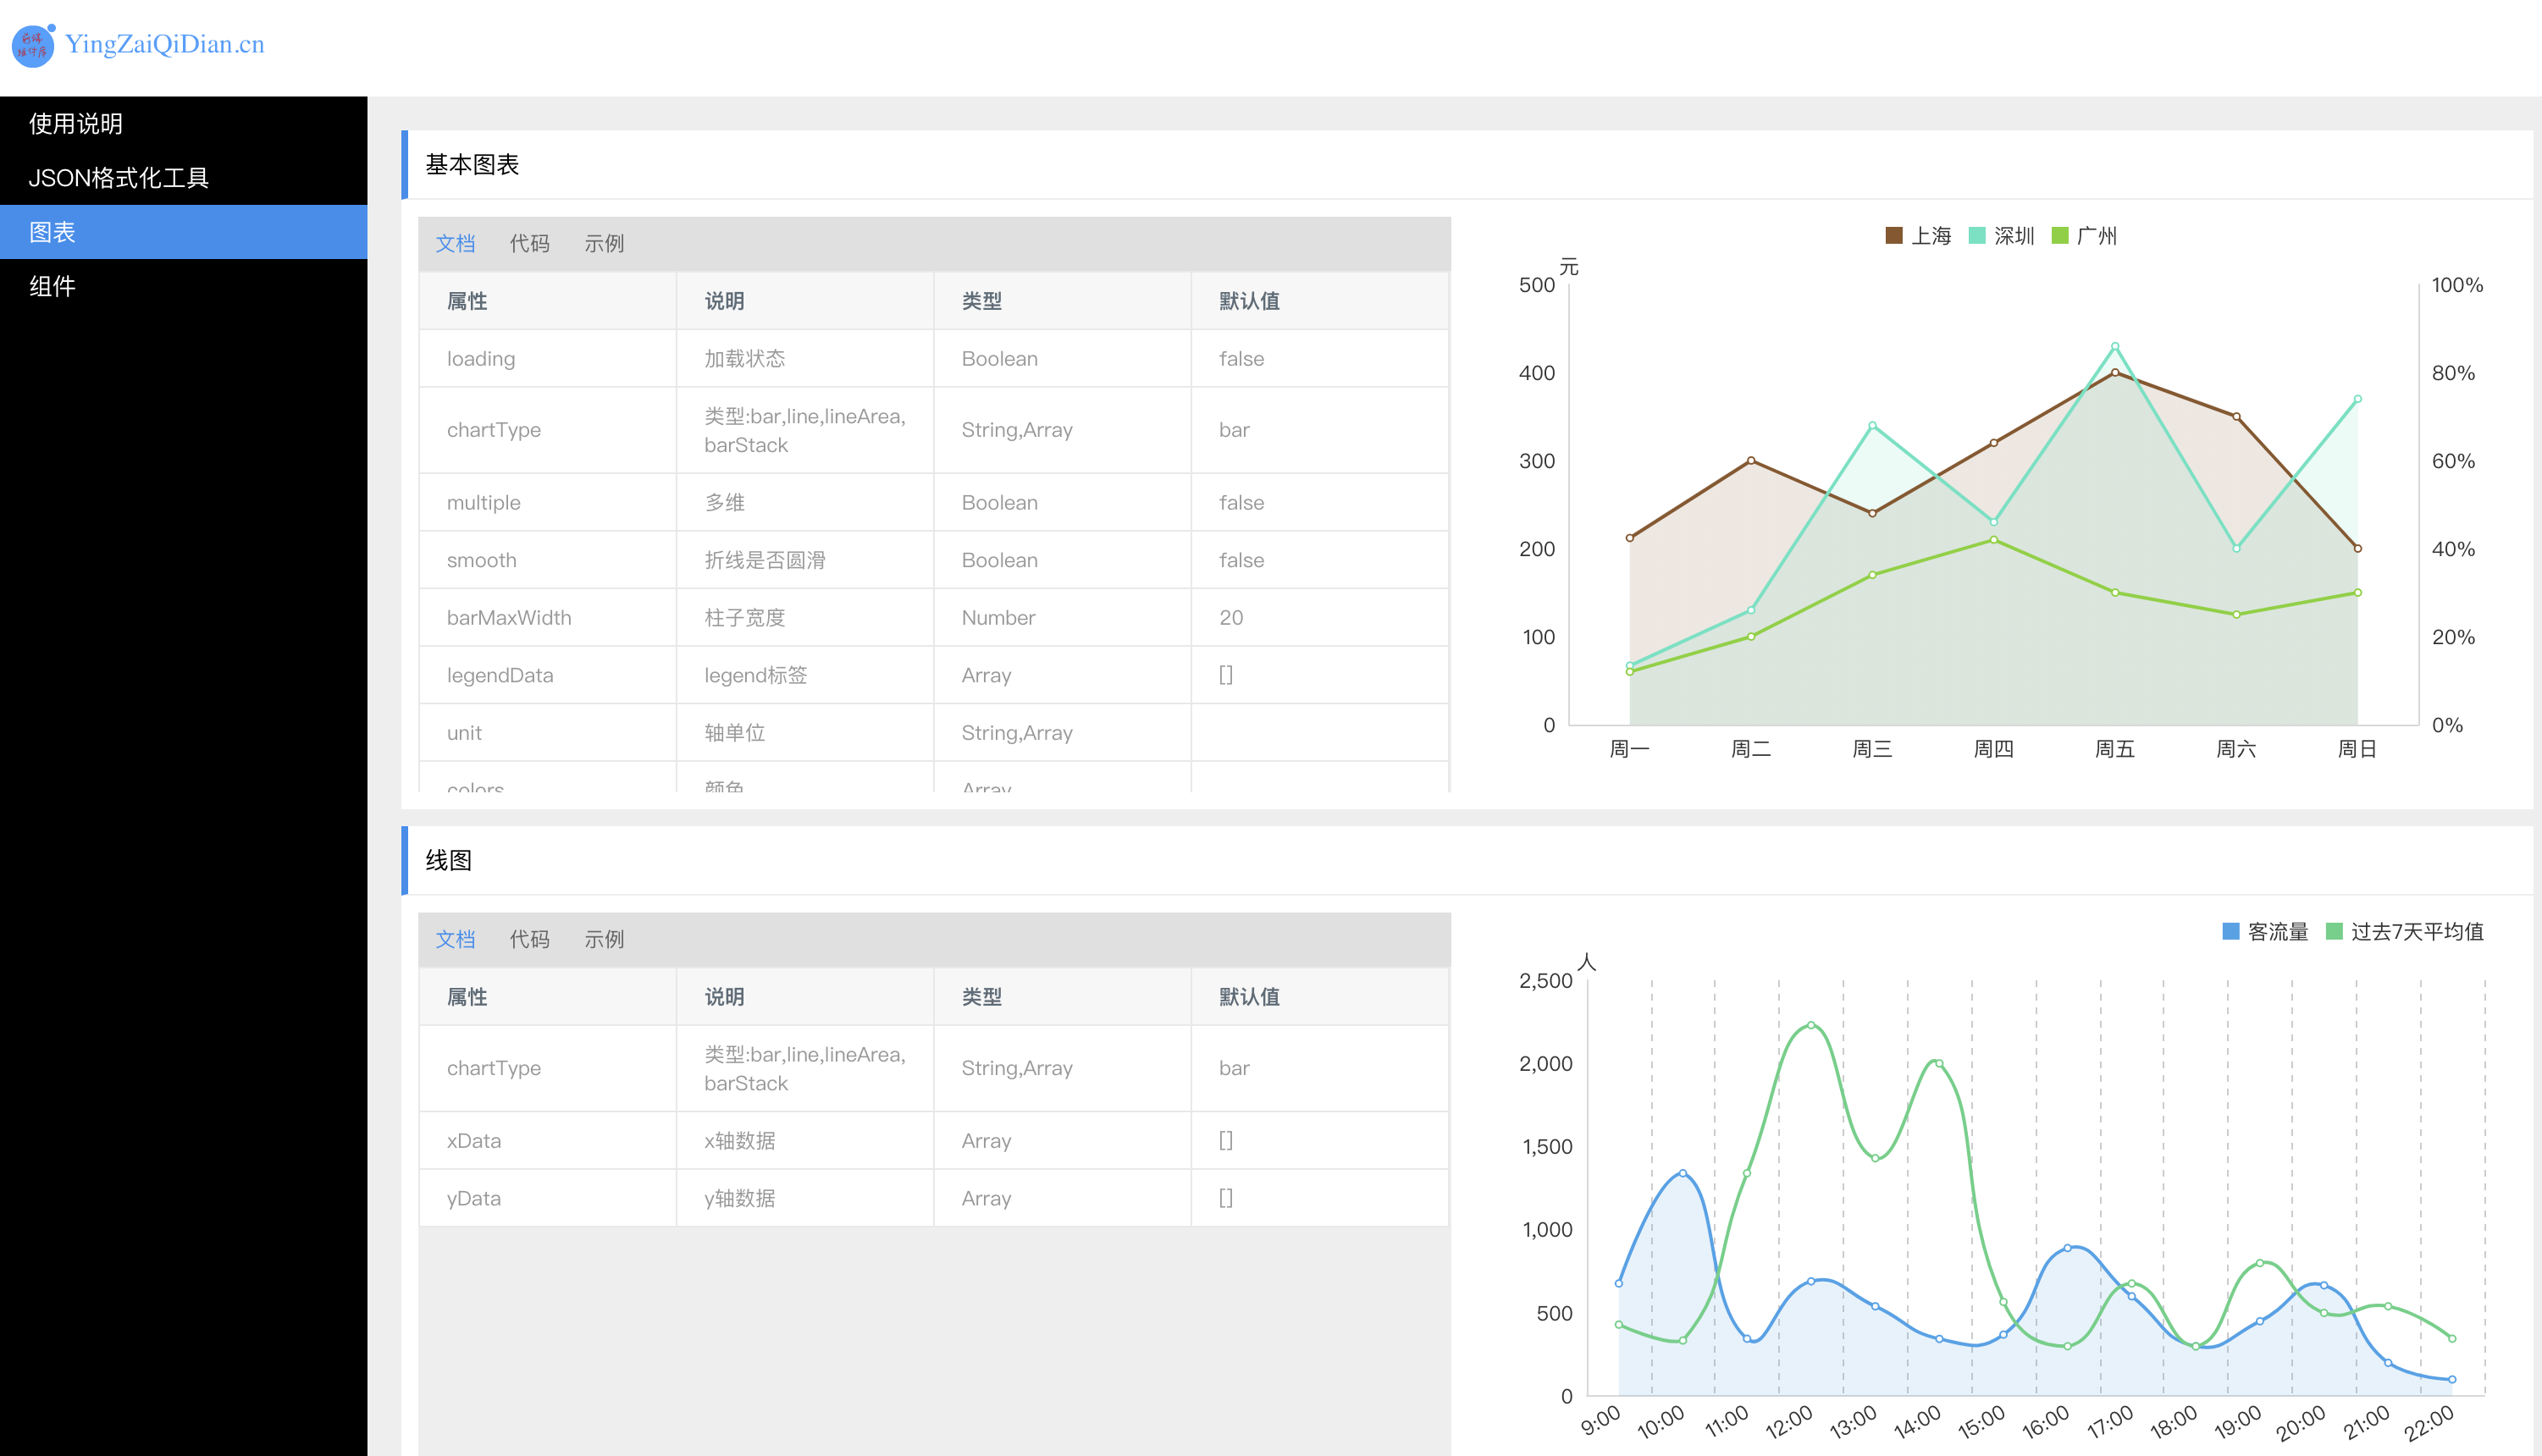 前端
组件库
YingZaiQiDian.cn
使用说明
JSON格式化工具
图表
组件
基本图表
文档 代码 示例
属性 说明 类型 默认值
loading 加载状态 Boolean false
chartType 类型:bar,line,lineArea,
barStack String,Array bar
multiple 多维 Boolean false
smooth 折线是否圆滑 Boolean false
barMaxWidth 柱子宽度 Number 20
legendData legend标签 Array []
unit 轴单位 String,Array
colors 颜色 Array
上海 深圳 广州
元
500 100%
400 80%
300 60%
200 40%
100 20%
0 0%
周一 周二 周三 周四 周五 周六 周日
线图
文档 代码 示例
属性 说明 类型 默认值
chartType 类型:bar,line,lineArea,
barStack String,Array bar
xData x轴数据 Array []
yData y轴数据 Array []
客流量 过去7天平均值
人
2,500
2,000
1,500
1,000
500
0
9:00 10:00 11:00 12:00 13:00 14:00 15:00 16:00 17:00 18:00 19:00 20:00 21:00 22:00